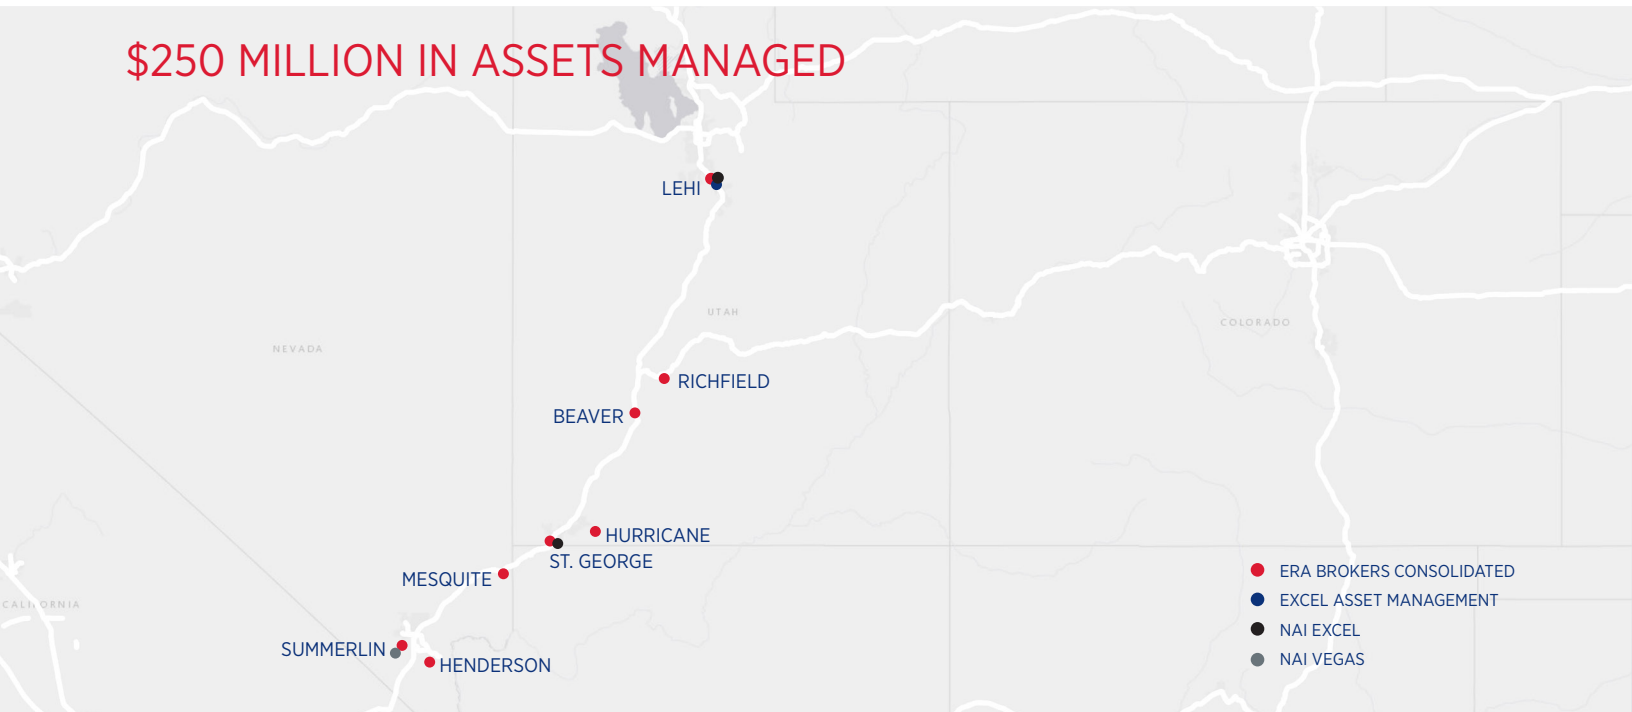 $250 MILLION IN ASSETS MANAGED
LEHI
UTAH
COLORADO
NEVADA
RICHFIELD
BEAVER
HURRICANE
ST. GEORGE
MESQUITE
CALIFORNIA
SUMMERLIN
HENDERSON
ERA BROKERS CONSOLIDATED
EXCEL ASSET MANAGEMENT
NAI EXCEL
NAI VEGAS